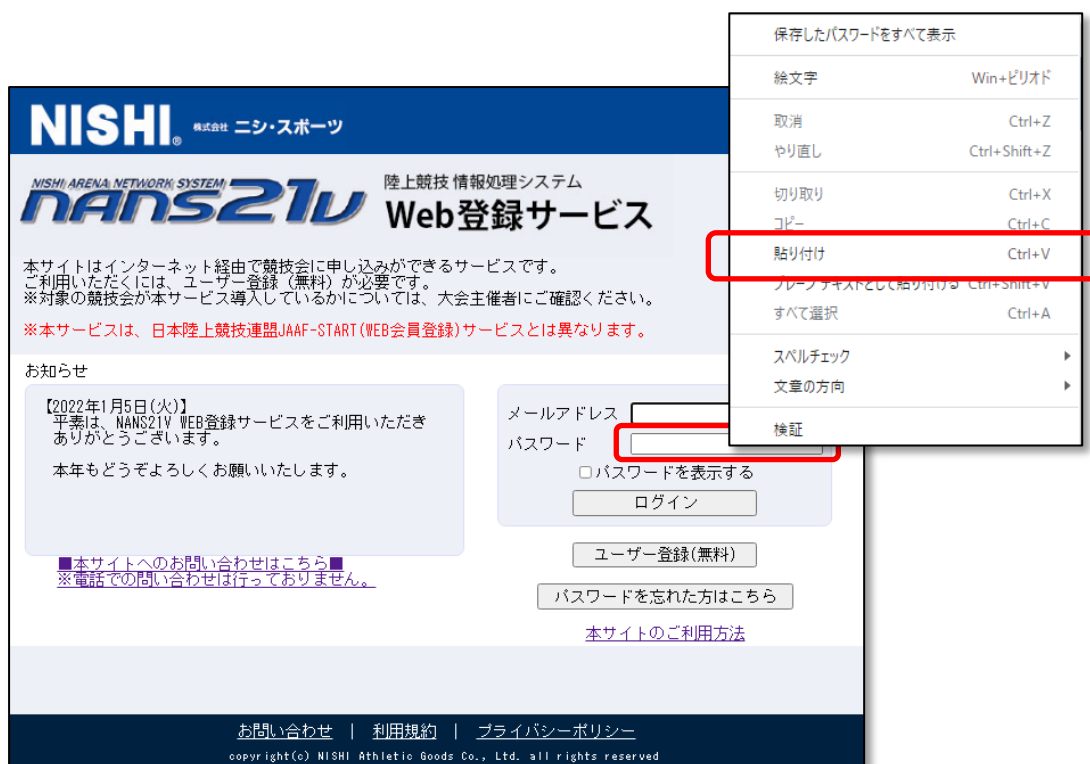 保存したパスワードをすべて表示
絵文字 Win+ピリオド
取消 Ctrl+Z
やり直し Ctrl+Shift+Z
切り取り Ctrl+X
コピー Ctrl+C
貼り付け Ctrl+V
プレーン テキストとして貼り付ける Ctrl+Shift+V
すべて選択 Ctrl+A
スペルチェック
文章の方向
検証
NISHI® 株式会社 ニシ・スポーツ
NISHI ARENA NETWORK SYSTEM
nans21v
陸上競技 情報処理システム
Web登録サービス
本サイトはインターネット経由で競技会に申し込みができるサービスです。
ご利用いただくには、ユーザー登録（無料）が必要です。
※対象の競技会が本サービス導入しているかについては、大会主催者にご確認ください。
※本サービスは、日本陸上競技連盟JAAF-START(WEB会員登録)サービスとは異なります。
お知らせ
【2022年1月5日(火)】
平素は、NANS21V WEB登録サービスをご利用いただき
ありがとうございます。
本年もどうぞよろしくお願いいたします。
■本サイトへのお問い合わせはこちら■
※電話での問い合わせは行っておりません。
メールアドレス
パスワード
パスワードを表示する
ログイン
ユーザー登録(無料)
パスワードを忘れた方はこちら
本サイトのご利用方法
お問い合わせ | 利用規約 | プライバシーポリシー
copyright(c) NISHI Athletic Goods Co., Ltd. all rights reserved